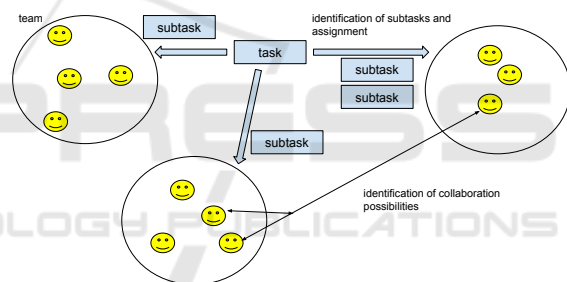 team
subtask
identification of subtasks and
assignment
task
subtask
subtask
subtask
identification of collaboration
possibilities